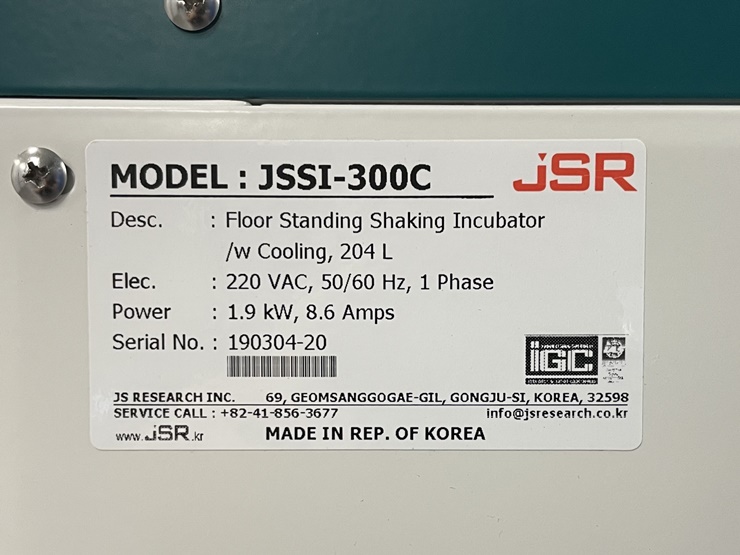 MODEL : JSSI-300C
JSR
Desc. : Floor Standing Shaking Incubator
/w Cooling, 204 L
Elec. : 220 VAC, 50/60 Hz, 1 Phase
Power : 1.9 kW, 8.6 Amps
Serial No. : 190304-20
IGC
JS RESEARCH INC. 69, GEOMSANGGOGAE-GIL, GONGJU-SI, KOREA, 32598
SERVICE CALL : +82-41-856-3677 info@jsresearch.co.kr
www.JSR.kr MADE IN REP. OF KOREA